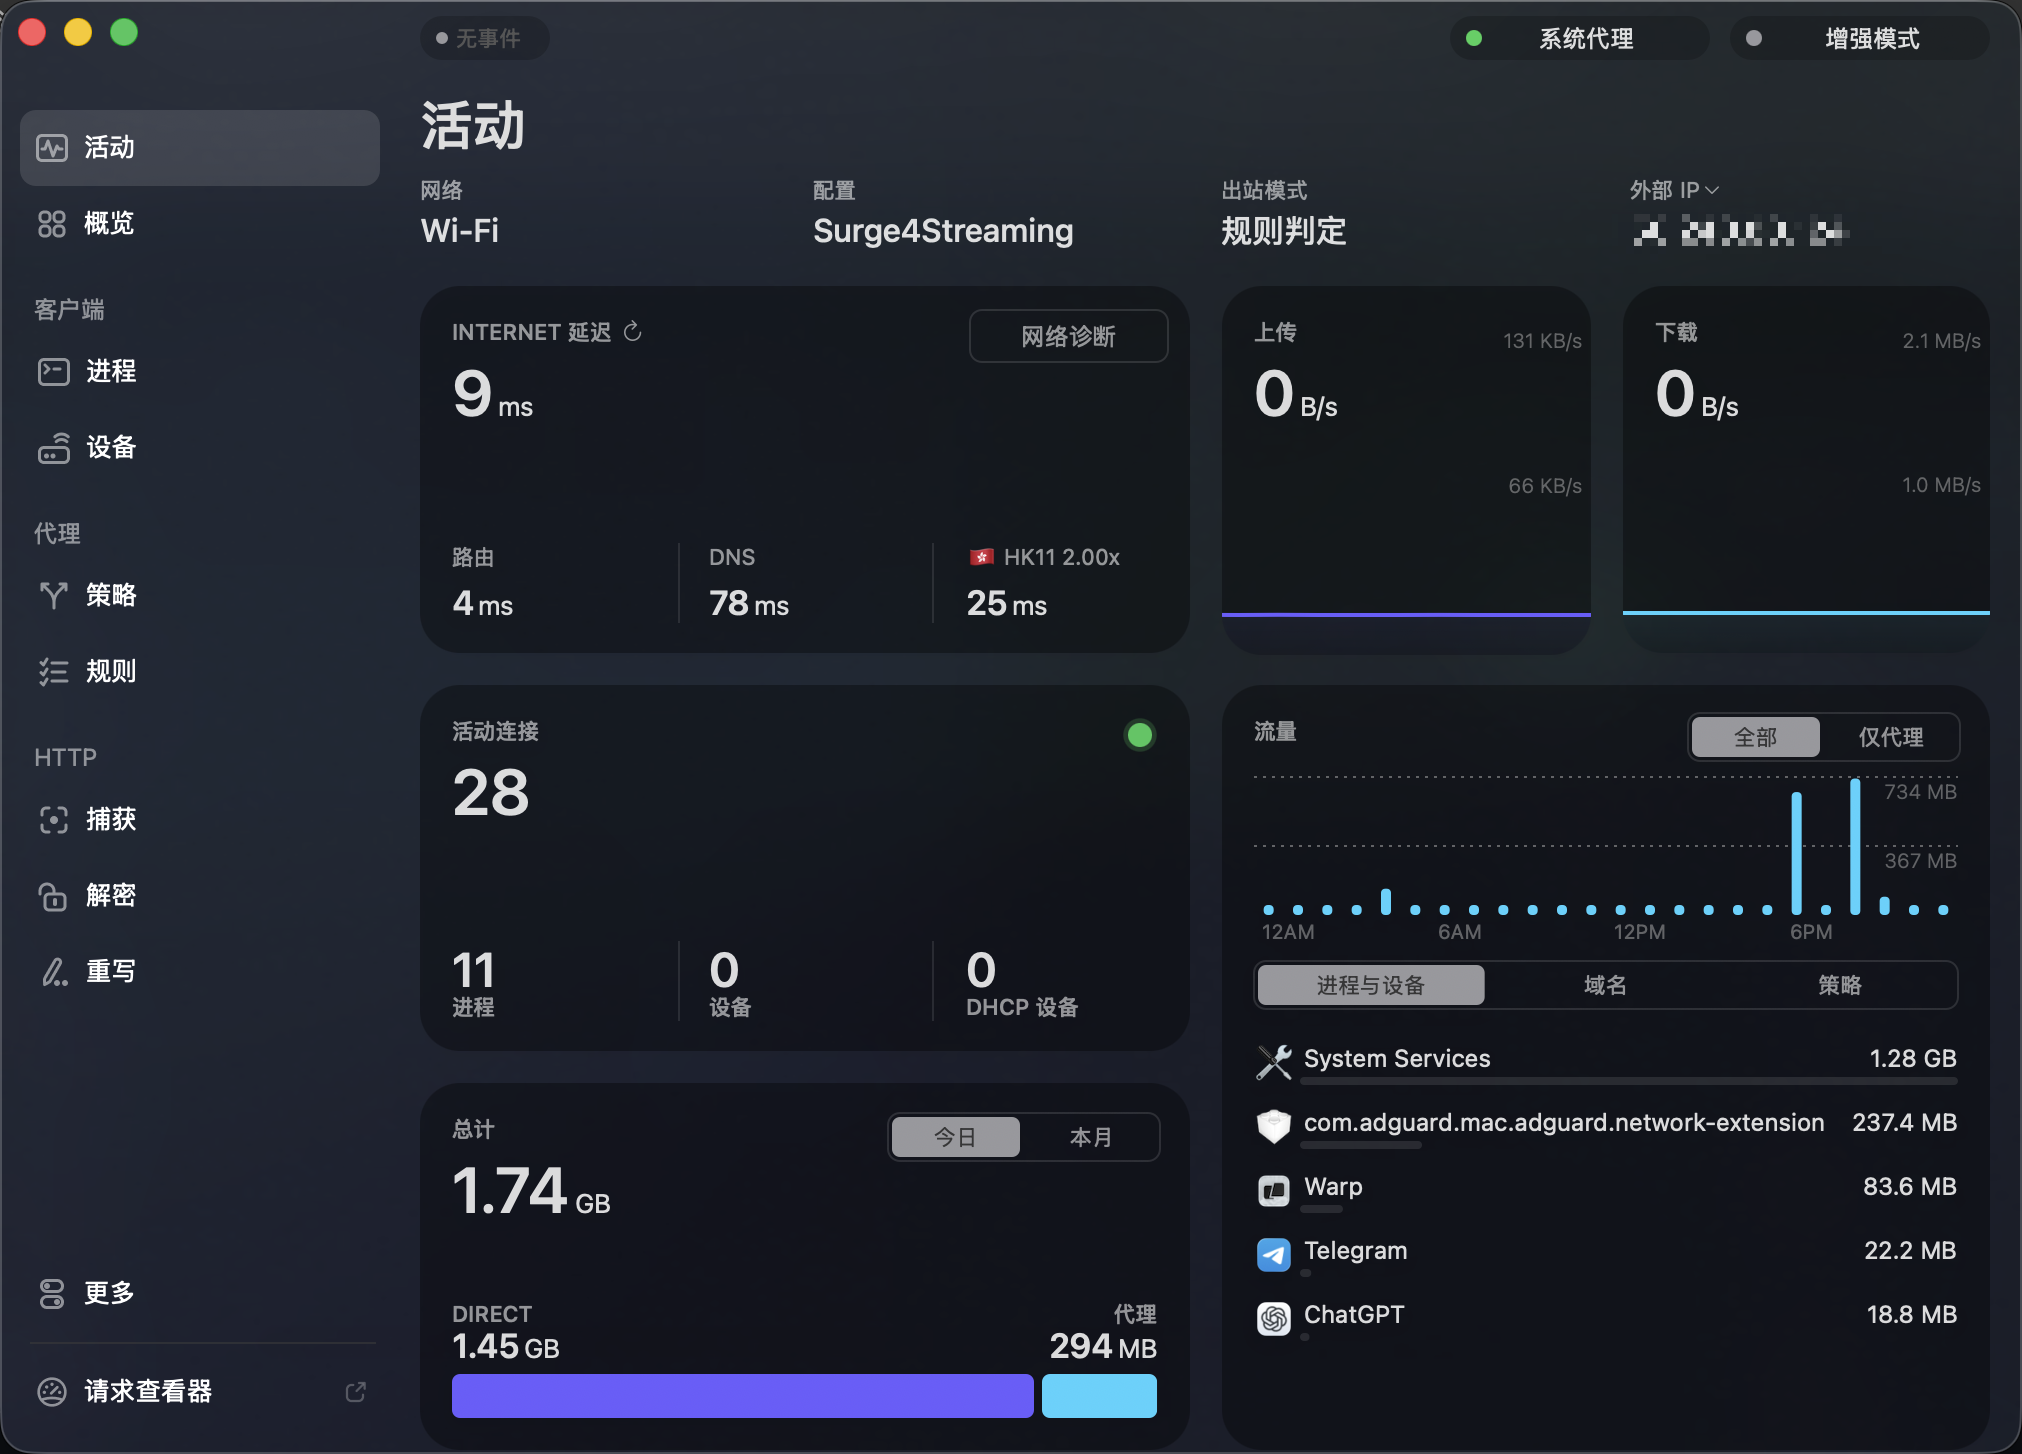 无事件
系统代理
增强模式
活动
概览
客户端
进程
设备
代理
策略
规则
HTTP
捕获
解密
重写
更多
请求查看器
活动
网络
Wi-Fi
配置
Surge4Streaming
出站模式
规则判定
外部 IP
INTERNET 延迟
网络诊断
9 ms
路由
4 ms
DNS
78 ms
🇭🇰 HK11 2.00x
25 ms
上传
131 KB/s
0 B/s
66 KB/s
下载
2.1 MB/s
0 B/s
1.0 MB/s
活动连接
28
11
进程
0
设备
0
DHCP 设备
总计
今日
本月
1.74 GB
DIRECT
1.45 GB
代理
294 MB
流量
全部
仅代理
734 MB
367 MB
12AM 6AM 12PM 6PM
进程与设备
域名
策略
System Services 1.28 GB
com.adguard.mac.adguard.network-extension 237.4 MB
Warp 83.6 MB
Telegram 22.2 MB
ChatGPT 18.8 MB